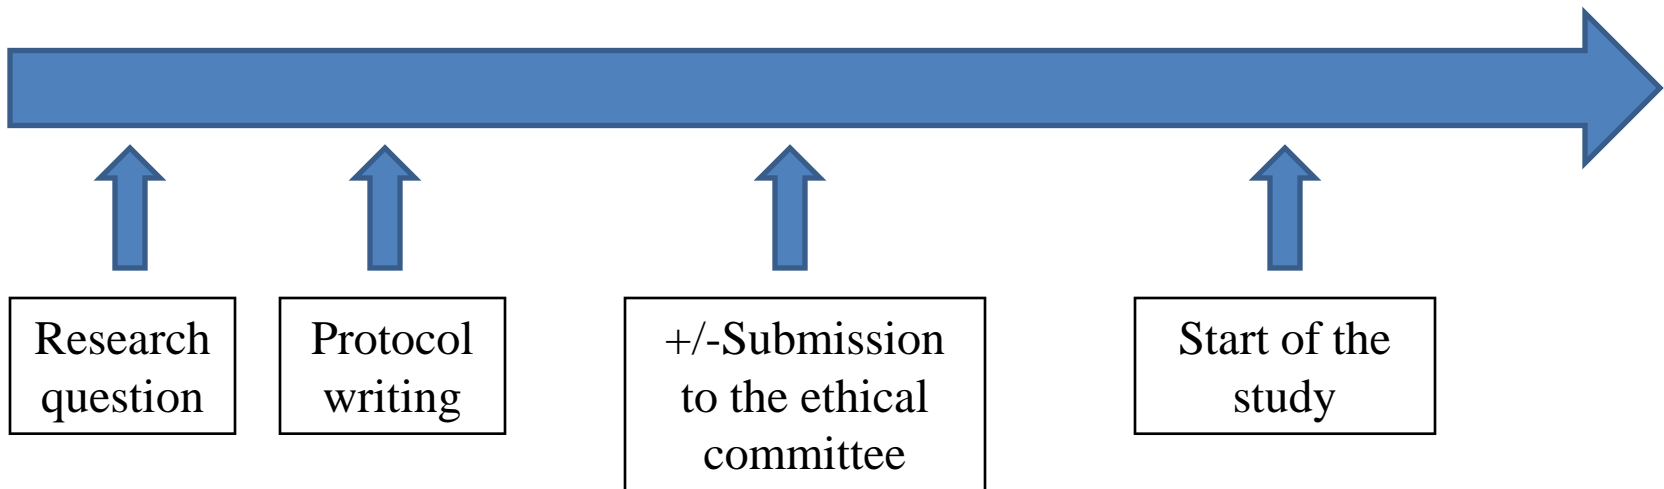 Research
question
Protocol
writing
+/-Submission
to the ethical
committee
Start of the
study